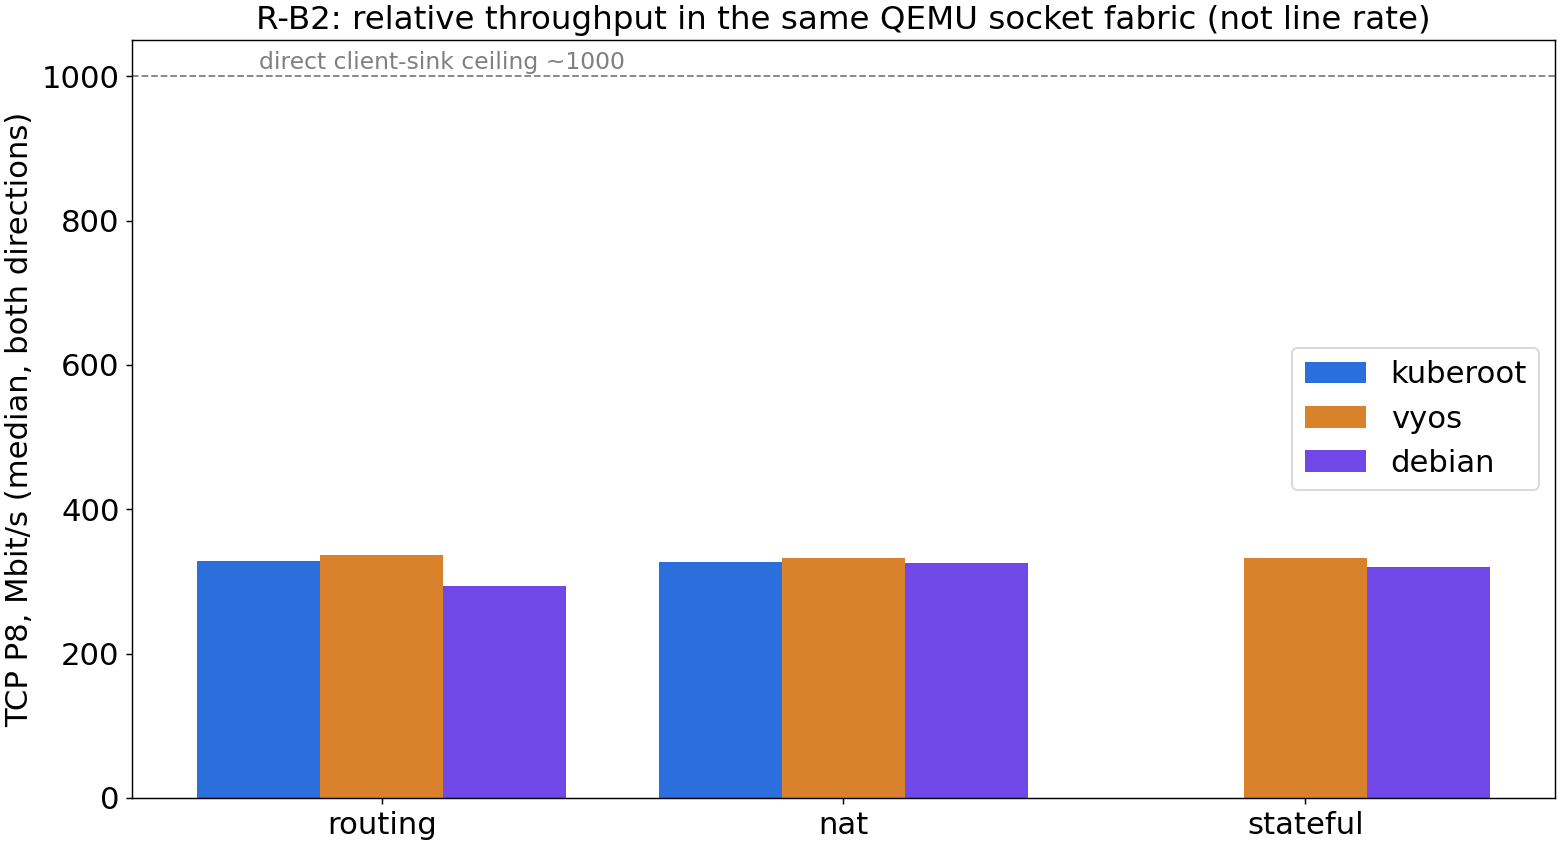 R-B2: relative throughput in the same QEMU socket fabric (not line rate)
direct client-sink ceiling ~1000
TCP P8, Mbit/s (median, both directions)
1000
800
600
400
200
0
kuberoot
vyos
debian
routing
nat
stateful